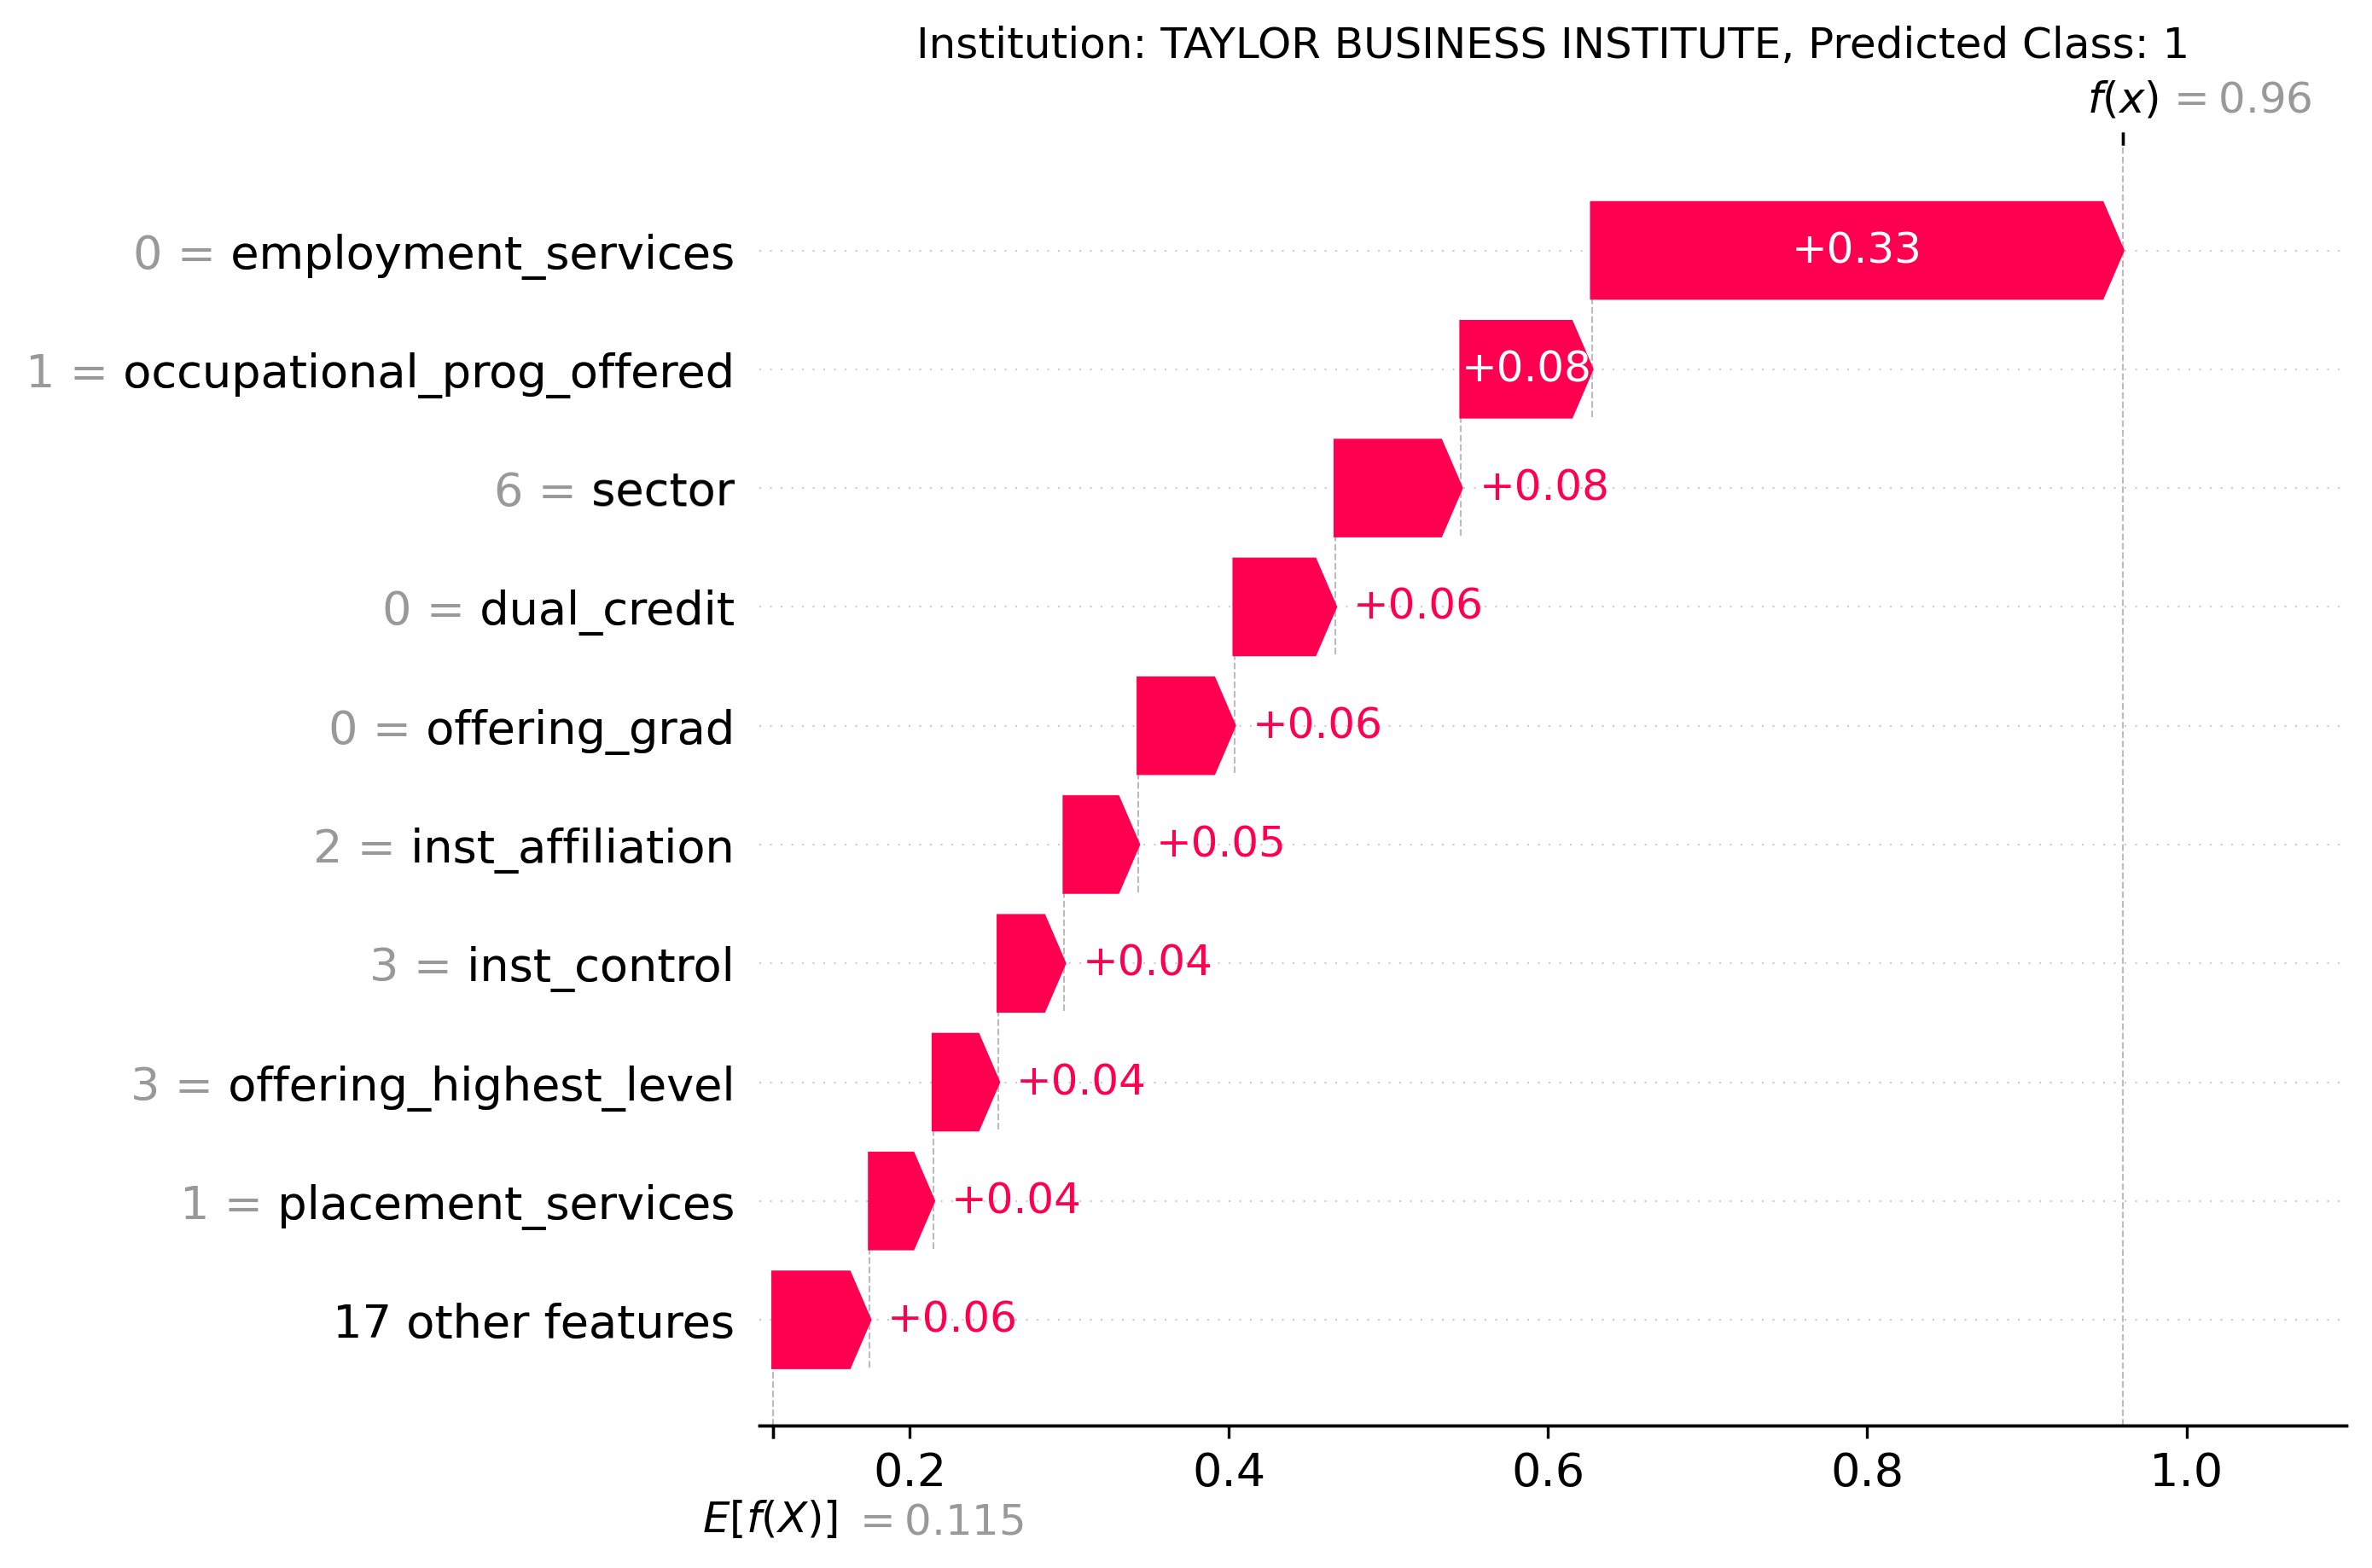 Institution: TAYLOR BUSINESS INSTITUTE, Predicted Class: 1
f(x) = 0.96
0 = employment_services +0.33
1 = occupational_prog_offered +0.08
6 = sector +0.08
0 = dual_credit +0.06
0 = offering_grad +0.06
2 = inst_affiliation +0.05
3 = inst_control +0.04
3 = offering_highest_level +0.04
1 = placement_services +0.04
17 other features +0.06
0.2 0.4 0.6 0.8 1.0
E[f(X)] = 0.115